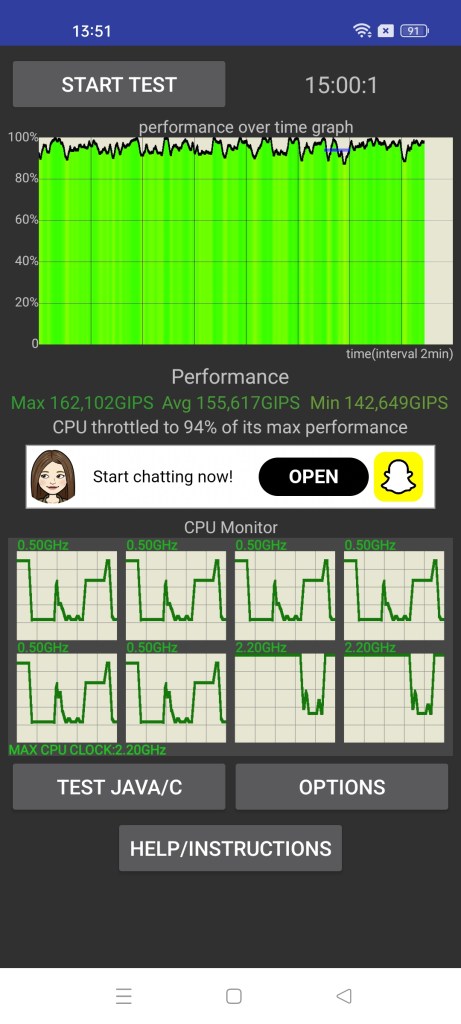 13:51
91
START TEST
15:00:1
performance over time graph
100%
80%
60%
40%
20%
0
time(interval 2min)
Performance
Max 162,102GIPS Avg 155,617GIPS Min 142,649GIPS
CPU throttled to 94% of its max performance
Start chatting now!
OPEN
CPU Monitor
0.50GHz 0.50GHz 0.50GHz 0.50GHz
0.50GHz 0.50GHz 2.20GHz 2.20GHz
MAX CPU CLOCK:2.20GHz
TEST JAVA/C
OPTIONS
HELP/INSTRUCTIONS